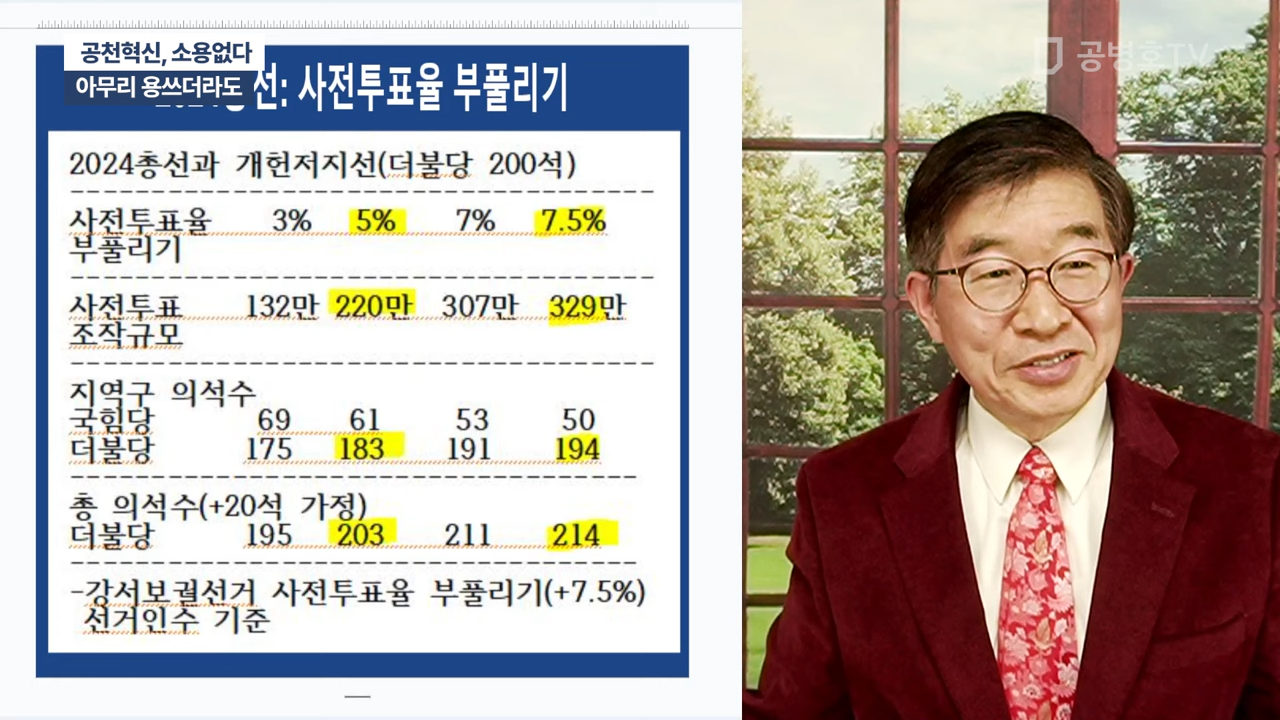 공천혁신, 소용없다
아무리 용쓰더라도
선: 사전투표율 부풀리기
공병호TV
2024총선과 개헌저지선(더불당 200석)
사전투표율 3% 5% 7% 7.5%
부풀리기
사전투표 132만 220만 307만 329만
조작규모
지역구 의석수
국힘당 69 61 53 50
더불당 175 183 191 194
총 의석수(+20석 가정)
더불당 195 203 211 214
-강서보궐선거 사전투표율 부풀리기(+7.5%)
선거인수 기준